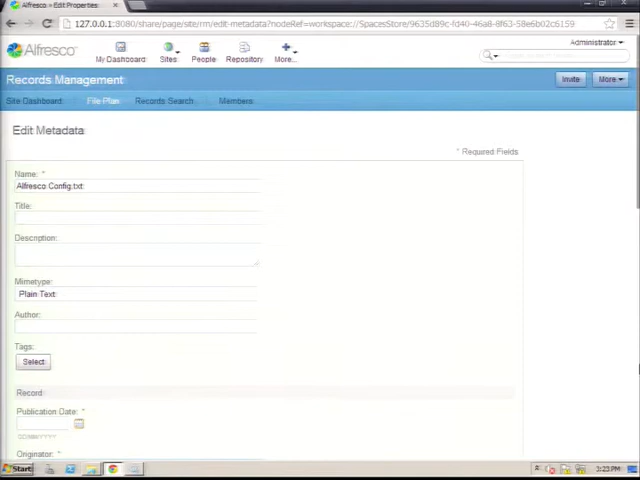 Alfresco » Edit Properties
127.0.0.1:8080/share/page/site/rm/edit-metadata?nodeRef=workspace://SpacesStore/9635d89c-fd40-46a8-8f63-58e6b02c6159
Administrator
Alfresco
My Dashboard Sites People Repository More...
Records Management
Invite More
Site Dashboard File Plan Records Search Members
Edit Metadata
* Required Fields
Name: *
Alfresco Config.txt
Title:
Description:
Mimetype:
Plain Text
Author:
Tags:
Select
Record
Publication Date: *
Originator: *
Start 3:23 PM